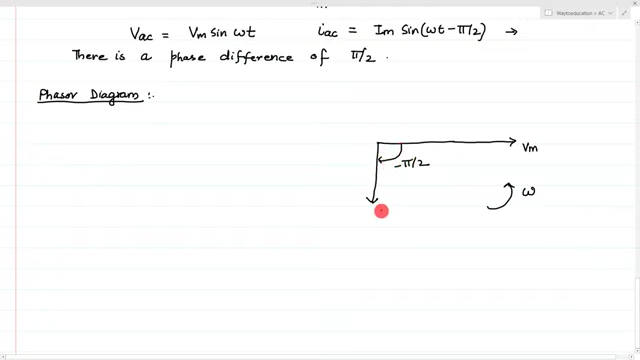 Waytoeducation > AC
Vac = Vm sin ωt    iac = Im Sin(ωt - π/2) →
There is a phase difference of π/2 .
Phasor Diagram :-
Vm
-π/2
ω